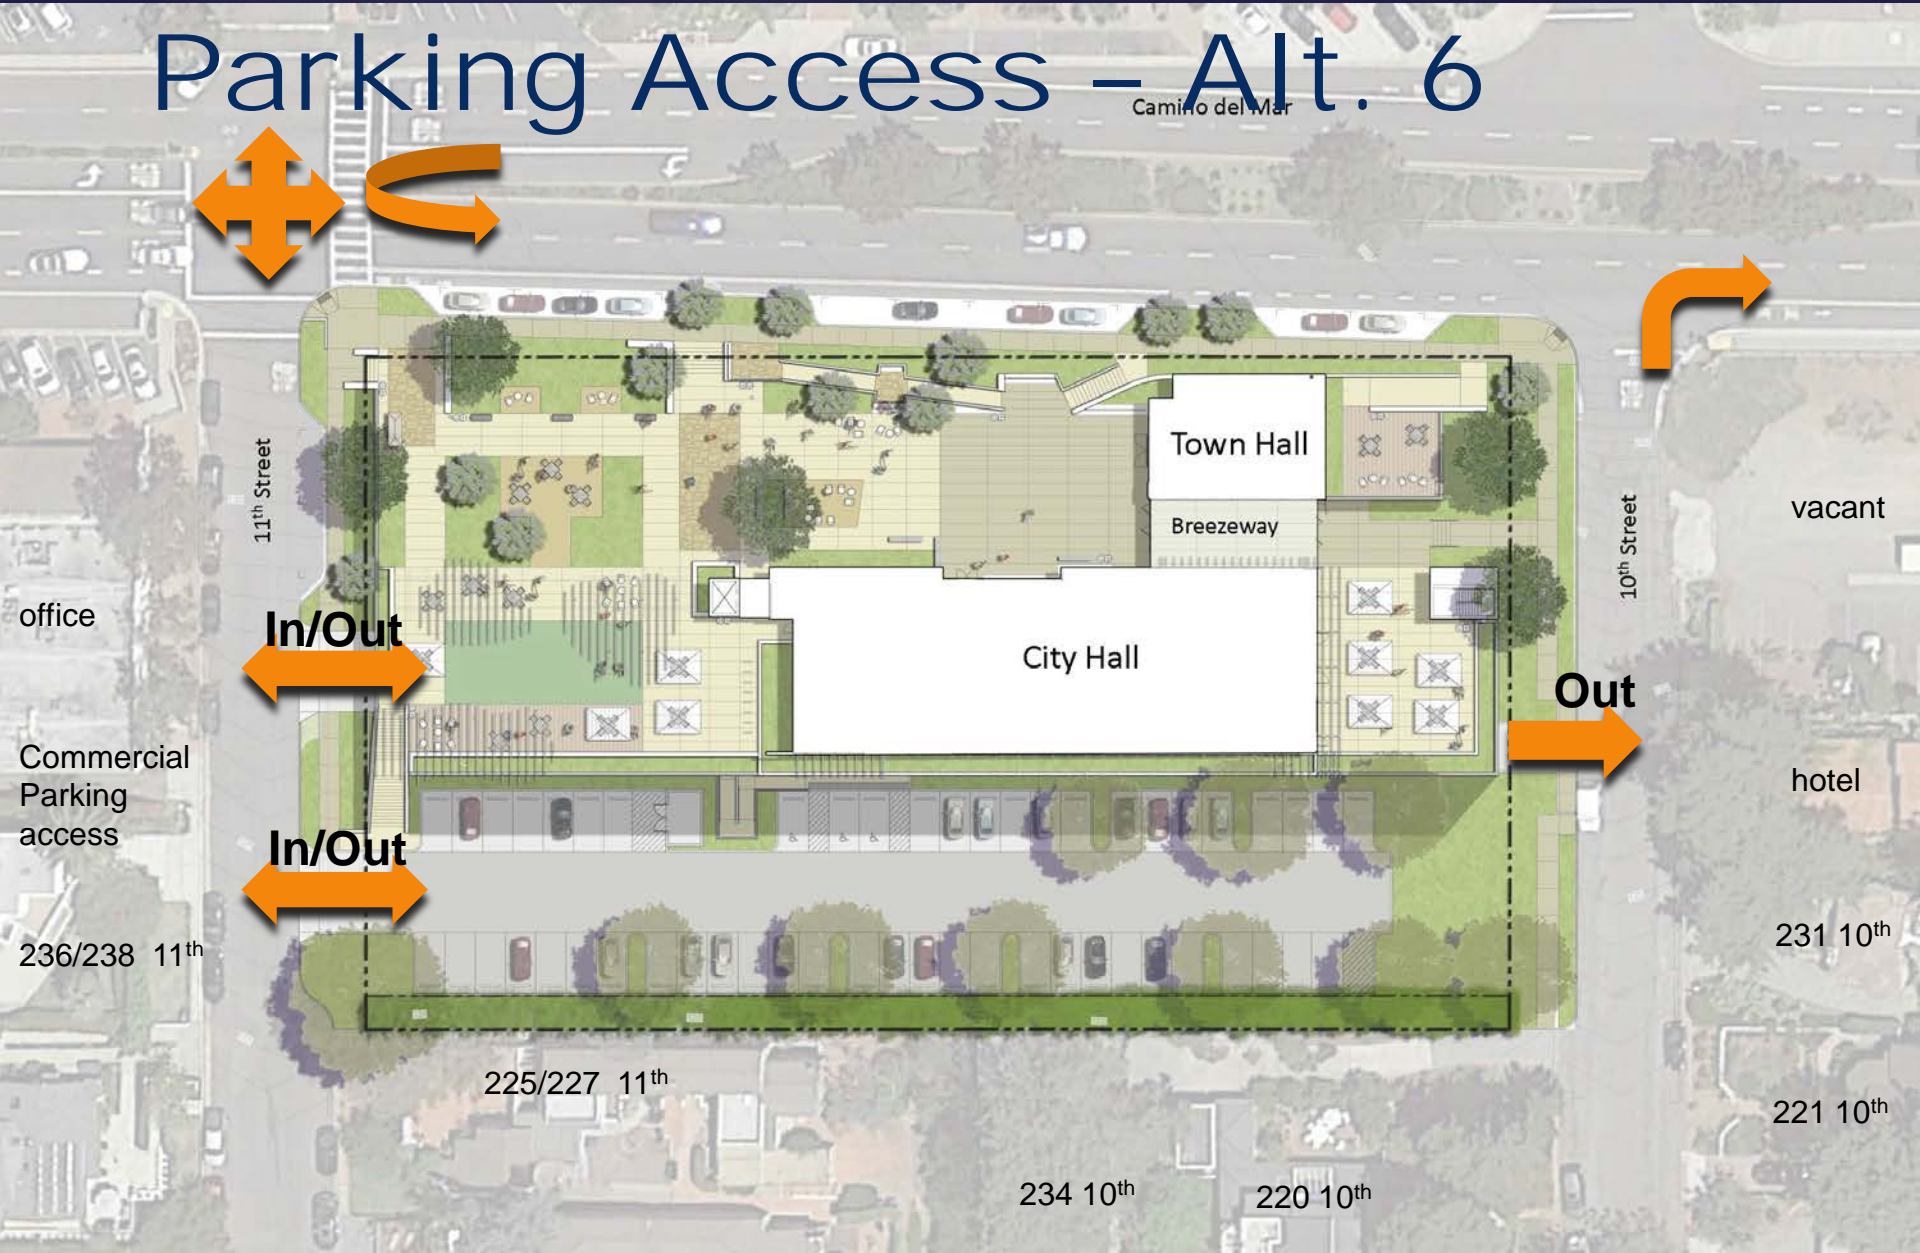 Parking Access – Alt. 6
Camino del Mar
11th Street
Town Hall
Breezeway
10th Street
vacant
office
In/Out
City Hall
Out
Commercial
Parking
access
hotel
In/Out
236/238 11th
231 10th
225/227 11th
221 10th
234 10th
220 10th